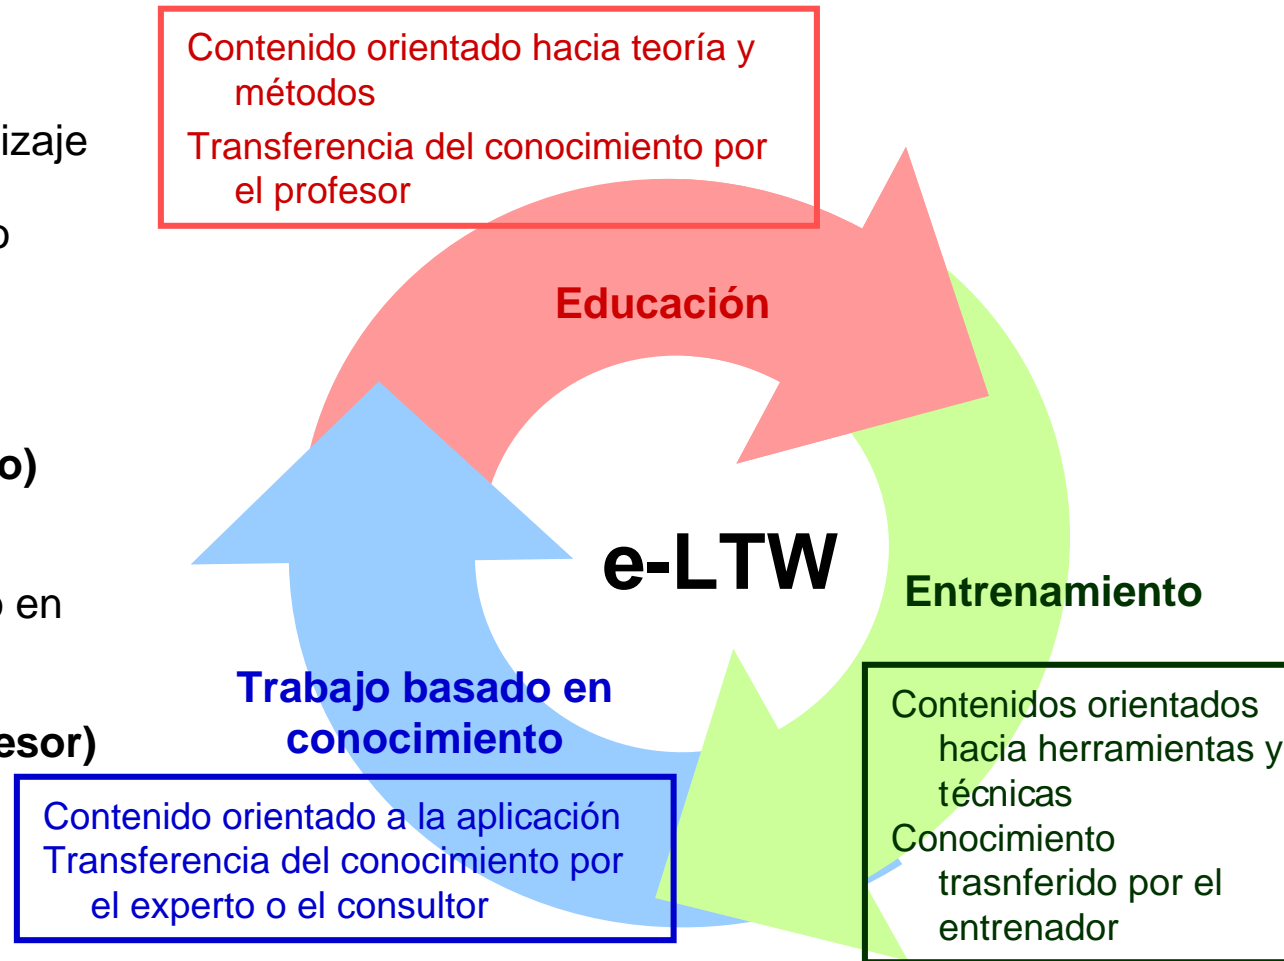 Contenido orientado hacia teoría y
métodos
Transferencia del conocimiento por
el profesor
izaje
o
o)
o en
esor)
Educación
e-LTW
Entrenamiento
Contenidos orientados
hacia herramientas y
técnicas
Conocimiento
trasnferido por el
entrenador
Trabajo basado en
conocimiento
Contenido orientado a la aplicación
Transferencia del conocimiento por
el experto o el consultor